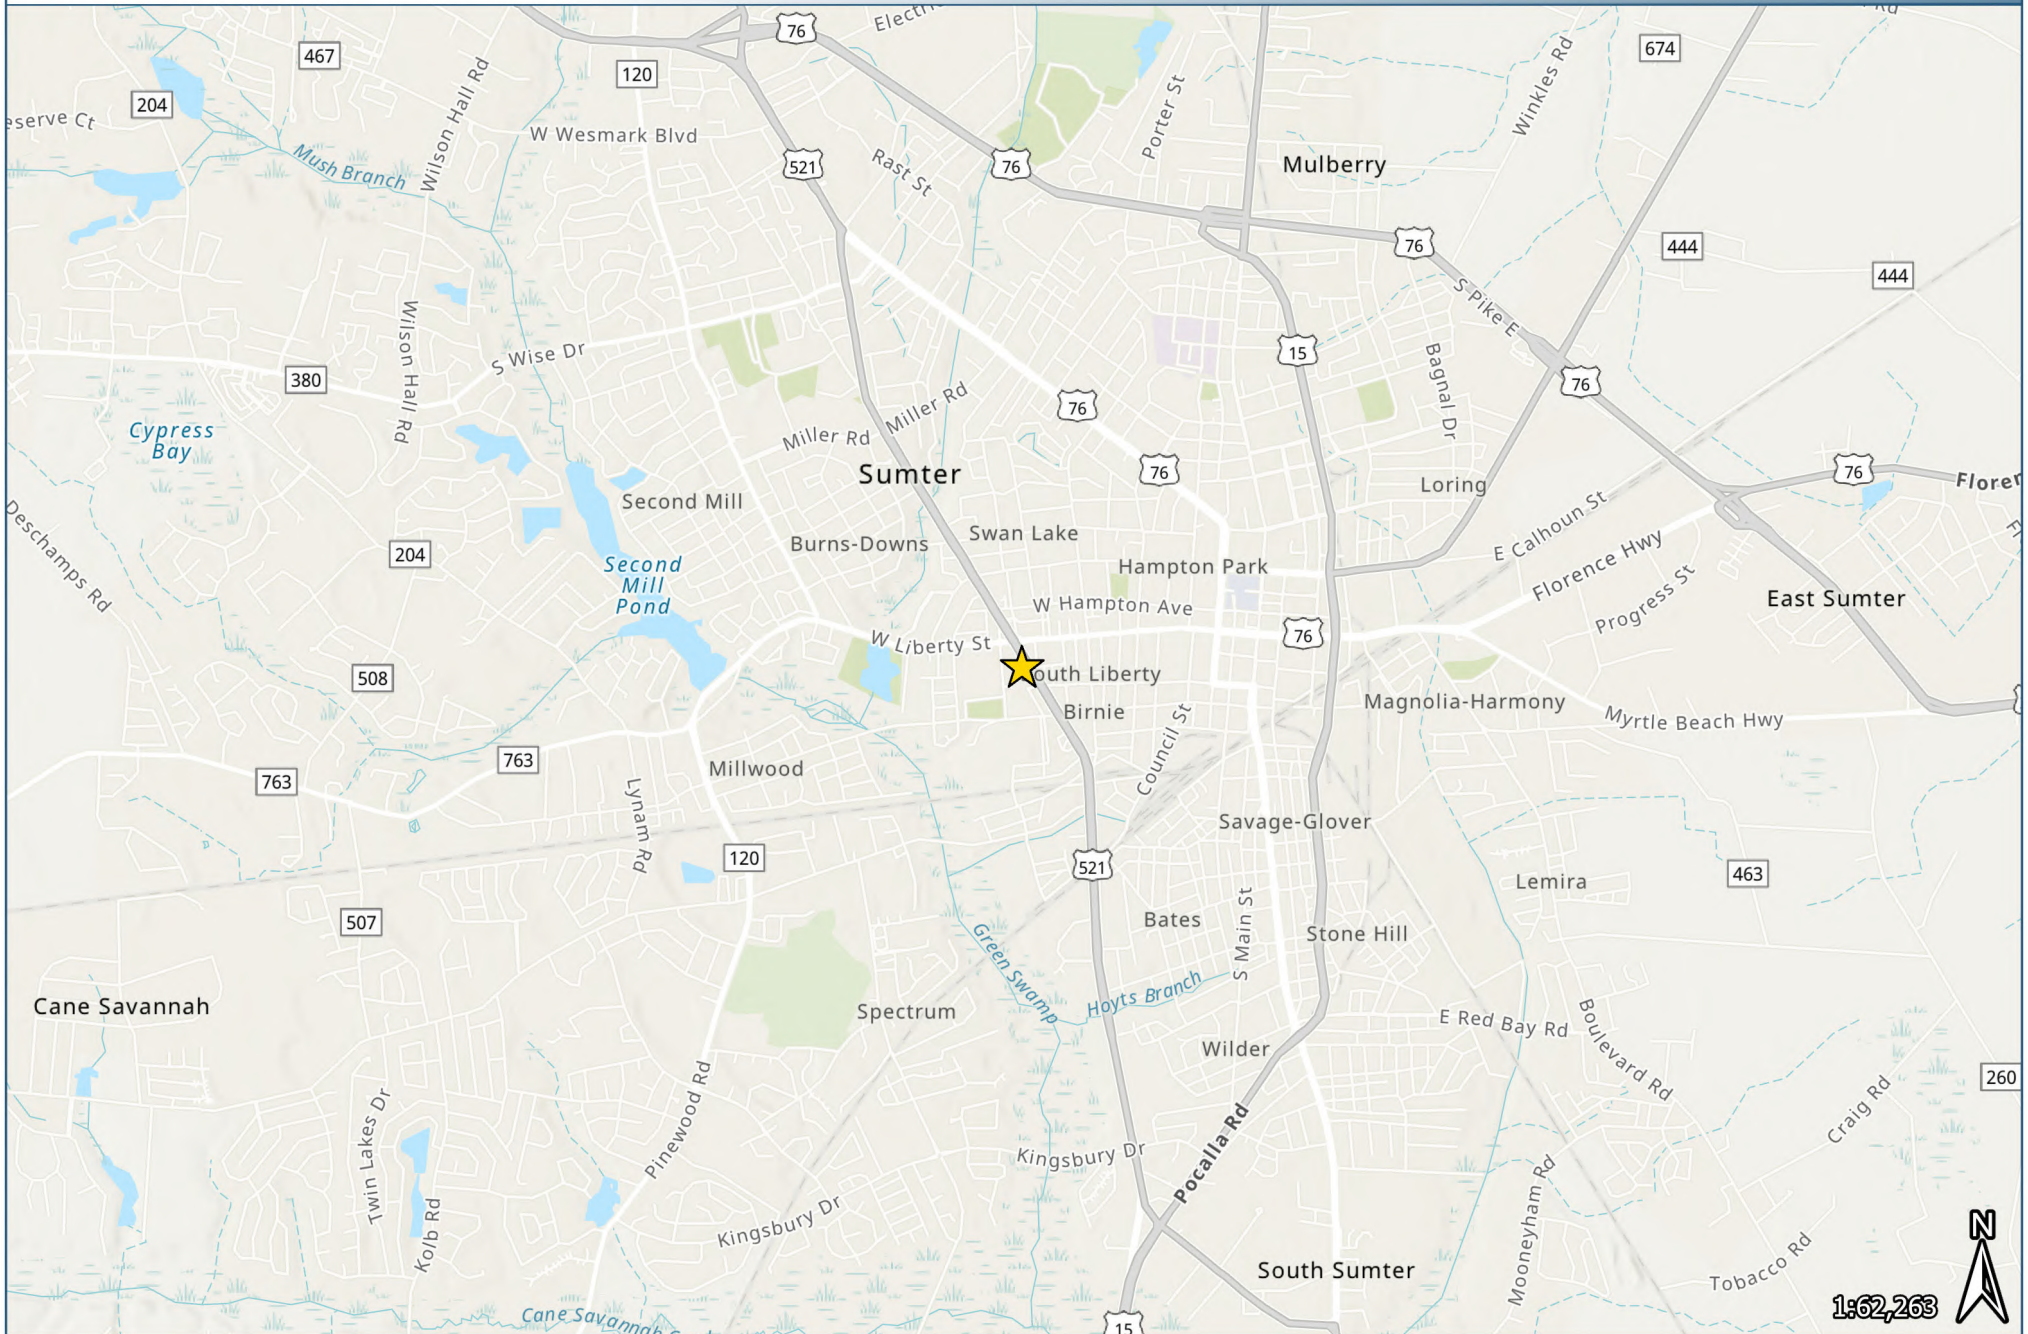 76
Electri
467
120
674
204
eserve Ct
Wilson Hall Rd
W Wesmark Blvd
Porter St
Winkles Rd
Mush Branch
521
Rast St
76
Mulberry
76
444
444
S Pike E
Wilson Hall Rd
S Wise Dr
15
380
Bagnal Dr
76
Miller Rd
76
Cypress
Bay
Miller Rd
Sumter
76
76
Floren
Second Mill
Loring
Deschamps Rd
Swan Lake
E Calhoun St
204
Burns-Downs
Second
Mill
Pond
Hampton Park
Florence Hwy
W Hampton Ave
Progress St
East Sumter
W Liberty St
76
508
outh Liberty
Magnolia-Harmony
Birnie
Myrtle Beach Hwy
Council St
763
763
Millwood
Lynam Rd
Savage-Glover
120
521
463
Lemira
507
Bates
S Main St
Stone Hill
Green Swamp
Hoyts Branch
Cane Savannah
Spectrum
E Red Bay Rd
Boulevard Rd
Wilder
260
Pinewood Rd
Twin Lakes Dr
Craig Rd
Kingsbury Dr
Pocalla Rd
Kingsbury Dr
Kolb Rd
Mooneyham Rd
Tobacco Rd
South Sumter
N
1:62,263
Cane Savannah
15